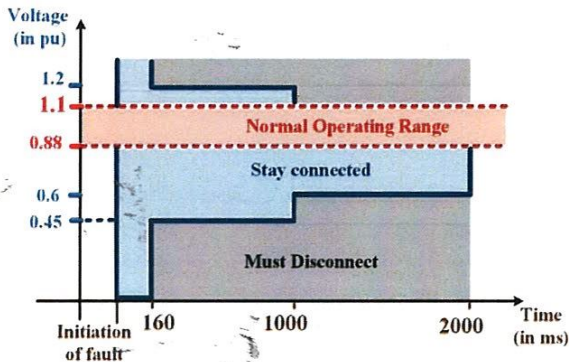 Voltage
(in pu)
1.2
1.1
Normal Operating Range
0.88
Stay connected
0.6
0.45
Must Disconnect
Initiation
of fault
160
1000
2000
Time
(in ms)